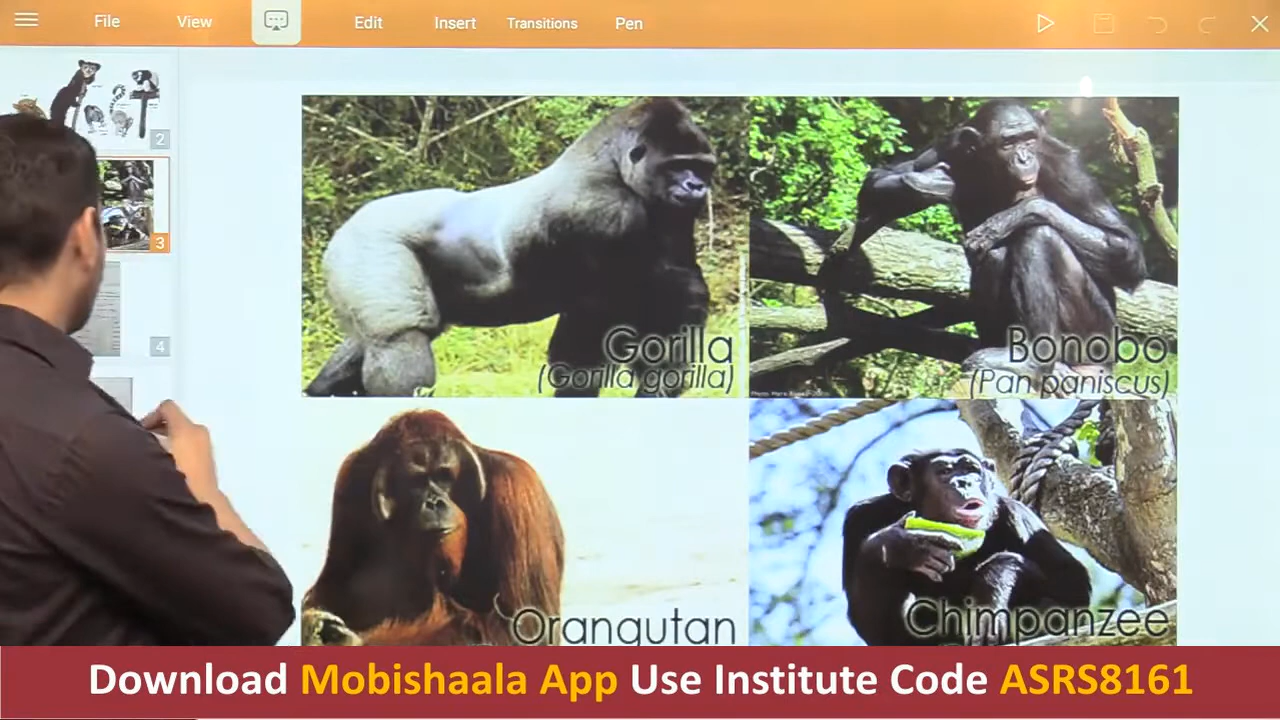 File View Edit Insert Transitions Pen
2
3
4
Gorilla
(Gorilla gorilla)
Bonobo
(Pan paniscus)
Orangutan
Chimpanzee
Download Mobishaala App Use Institute Code ASRS8161